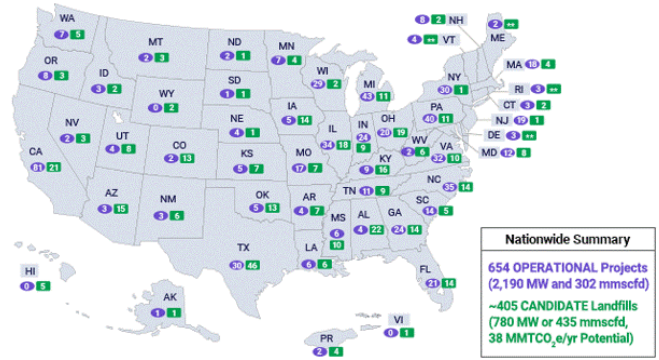 WA
7 5
OR
8 3
CA
81 21
NV
2 3
ID
3 2
MT
2 3
WY
0 2
UT
4 8
AZ
3 15
CO
2 13
NM
3 6
ND
2 1
SD
1 1
NE
4 1
KS
5 7
OK
5 13
TX
30 46
MN
7 4
IA
5 14
MO
17 7
AR
4 7
LA
6 6
WI
29 2
IL
34 18
MI
43 11
IN
24
9
OH
20 19
KY
9 16
TN 11 9
MS
6
10
AL
4 22
GA
24 14
FL
21 14
SC
14 5
NC
35 14
VA
32 10
WV
2 6
PA
40 11
NY
30 1
8 2 NH
4 ** VT
2 **
ME
MA 18 4
RI 3 **
CT 3 2
NJ 19 1
DE 3 **
MD 12 8
HI
0 5
AK
1 1
VI
0 1
PR
2 4
Nationwide Summary
654 OPERATIONAL Projects
(2,190 MW and 302 mmscfd)
~405 CANDIDATE Landfills
(780 MW or 435 mmscfd,
38 MMTCO₂e/yr Potential)